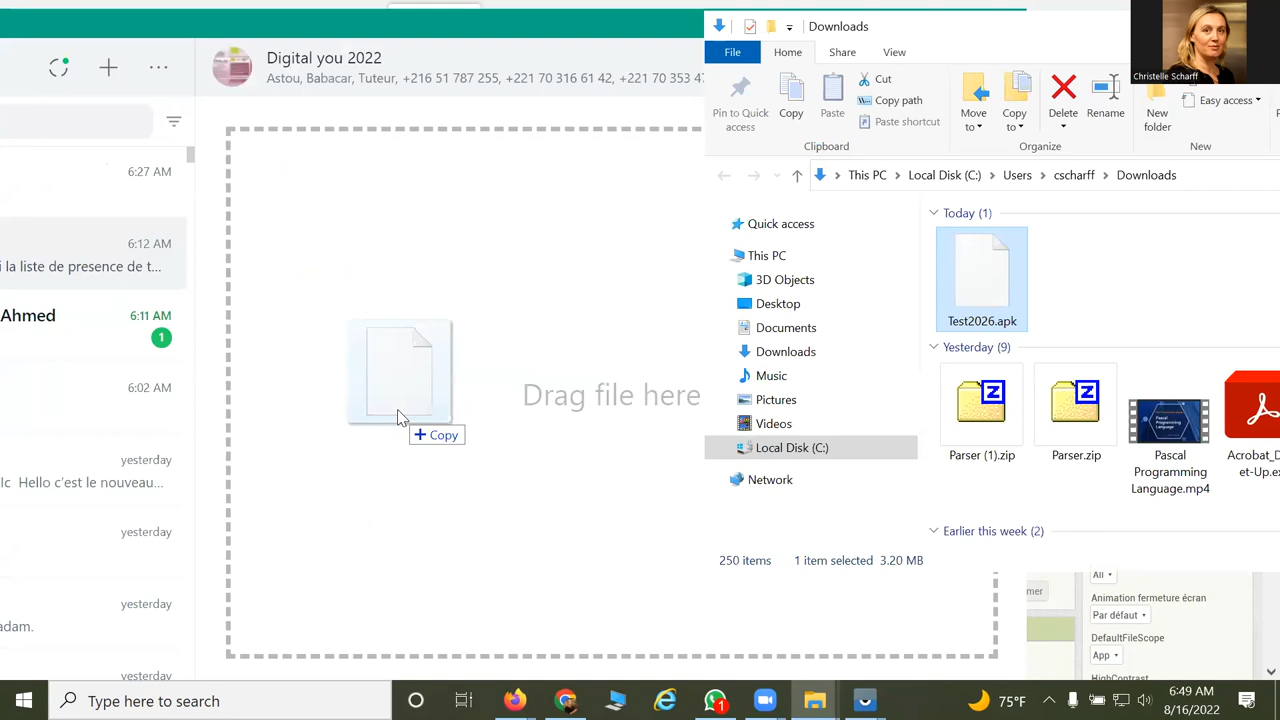 Digital you 2022
Astou, Babacar, Tuteur, +216 51 787 255, +221 70 316 61 42, +221 70 353 47
6:27 AM
6:12 AM
i la liste de presence de t...
Ahmed
6:11 AM
1
6:02 AM
yesterday
lc Hello c'est le nouveau...
yesterday
yesterday
adam.
yesterday
Drag file here
Copy
Downloads
File
Home
Share
View
Pin to Quick
access
Copy
Paste
Cut
Copy path
Paste shortcut
Clipboard
Move
to
Copy
to
Delete
Rename
Organize
New
folder
Easy access
New
This PC
Local Disk (C:)
Users
cscharff
Downloads
Quick access
This PC
3D Objects
Desktop
Documents
Downloads
Music
Pictures
Videos
Local Disk (C:)
Network
Today (1)
Test2026.apk
Yesterday (9)
Parser (1).zip
Parser.zip
Pascal
Programming
Language
Pascal
Programming
Language.mp4
Acrobat_D
et-Up.ex
Earlier this week (2)
250 items
1 item selected 3.20 MB
Christelle Scharff
mer
All
Animation fermeture écran
Par défaut
DefaultFileScope
App
HighContrast
Type here to search
1
75°F
6:49 AM
8/16/2022